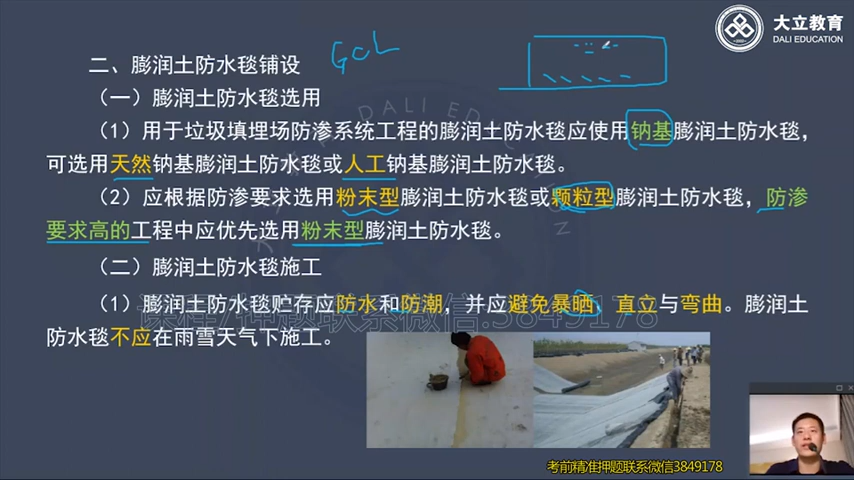 大立教育
DALI EDUCATION
GCL
二、膨润土防水毯铺设
（一）膨润土防水毯选用
（1）用于垃圾填埋场防渗系统工程的膨润土防水毯应使用钠基膨润土防水毯，
可选用天然钠基膨润土防水毯或人工钠基膨润土防水毯。
（2）应根据防渗要求选用粉末型膨润土防水毯或颗粒型膨润土防水毯，防渗
要求高的工程中应优先选用粉末型膨润土防水毯。
（二）膨润土防水毯施工
（1）膨润土防水毯贮存应防水和防潮，并应避免暴晒、直立与弯曲。膨润土
防水毯不应在雨雪天气下施工。
课程/押题联系微信:3849178
考前精准押题联系微信3849178